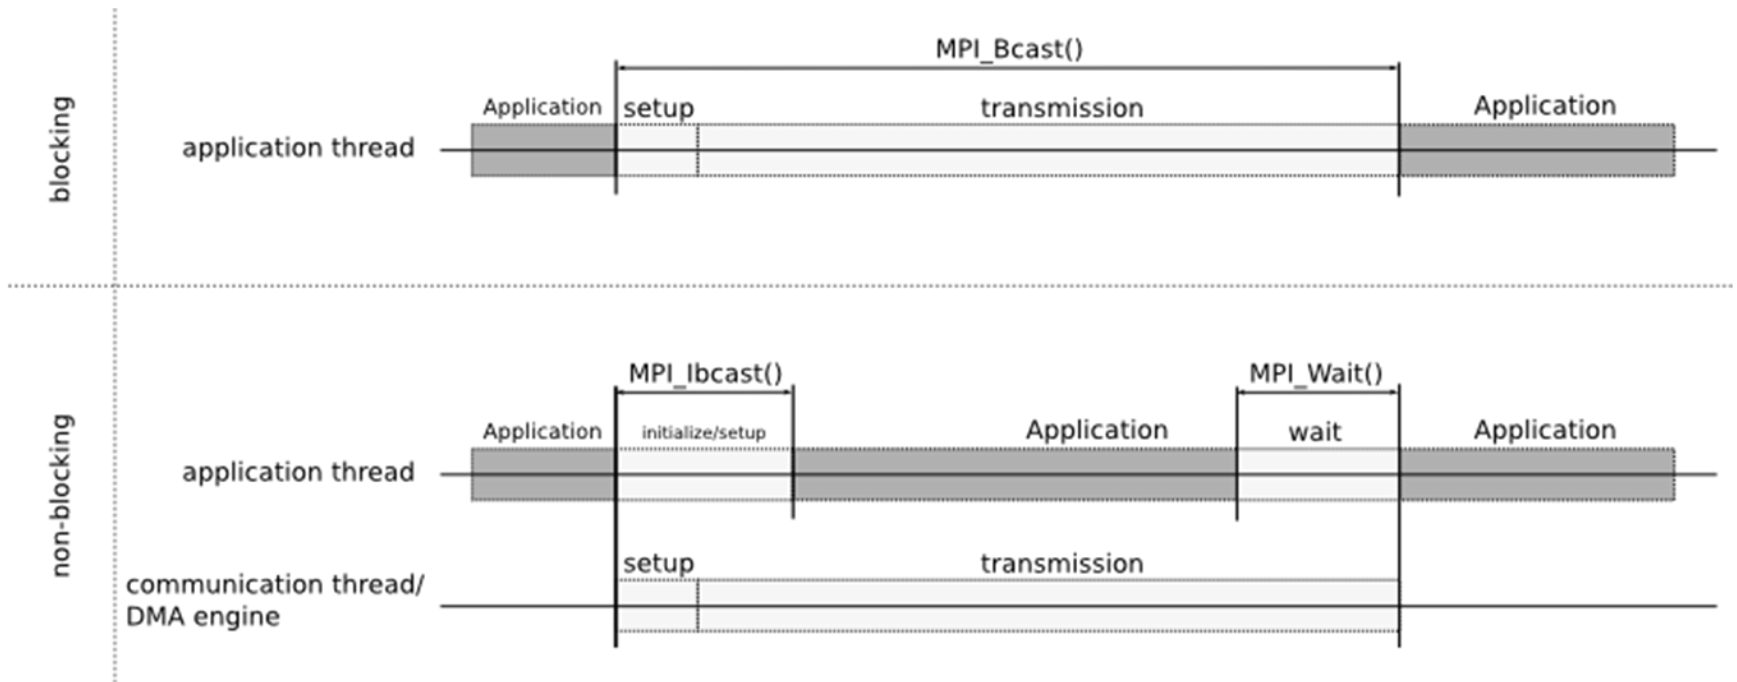 blocking
MPI_Bcast()
Application
setup
transmission
Application
application thread
non-blocking
MPI_Ibcast()
MPI_Wait()
Application
initialize/setup
Application
wait
Application
application thread
setup
transmission
communication thread/
DMA engine